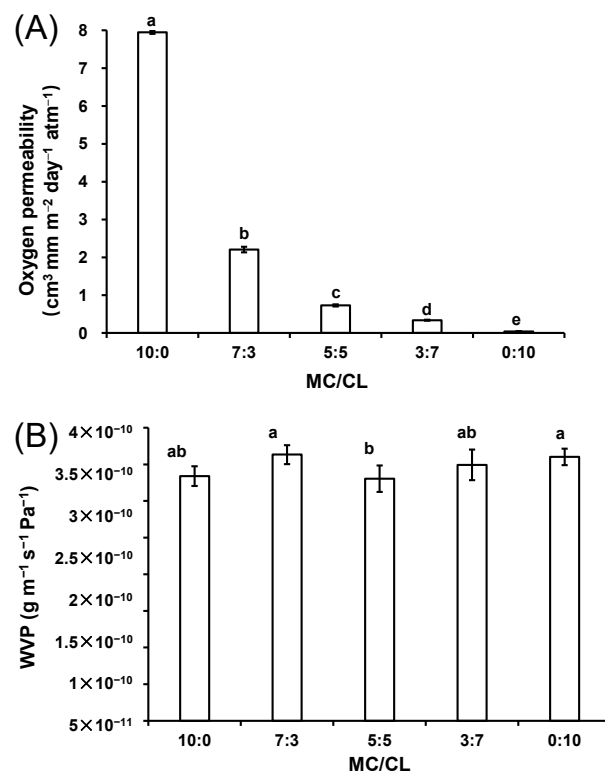 (A)
Oxygen permeability
(cm³ mm m⁻² day⁻¹ atm⁻¹)
8
7
6
5
4
3
2
1
0
a
b
c
d
e
10:0 7:3 5:5 3:7 0:10
MC/CL
(B)
WVP (g m⁻¹ s⁻¹ Pa⁻¹)
4×10⁻¹⁰
3.5×10⁻¹⁰
3×10⁻¹⁰
2.5×10⁻¹⁰
2×10⁻¹⁰
1.5×10⁻¹⁰
1×10⁻¹⁰
5×10⁻¹¹
ab a b ab a
10:0 7:3 5:5 3:7 0:10
MC/CL